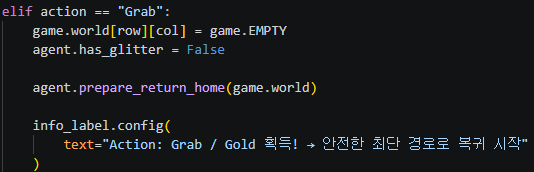 elif action == "Grab":
game.world[row][col] = game.EMPTY
agent.has_glitter = False
agent.prepare_return_home(game.world)
info_label.config(
text="Action: Grab / Gold 획득! → 안전한 최단 경로로 복귀 시작"
)